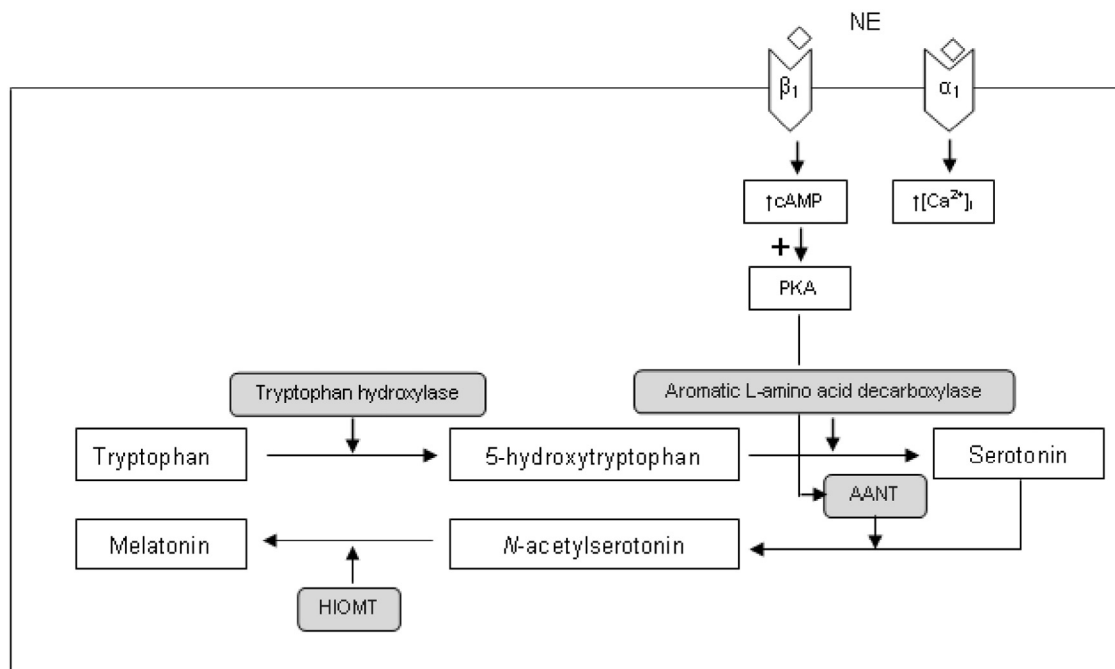 NE
β1
α1
↑cAMP
↑[Ca²⁺]ᵢ
+
PKA
Tryptophan hydroxylase
Aromatic L-amino acid decarboxylase
Tryptophan
5-hydroxytryptophan
Serotonin
AANT
Melatonin
N-acetylserotonin
HIOMT